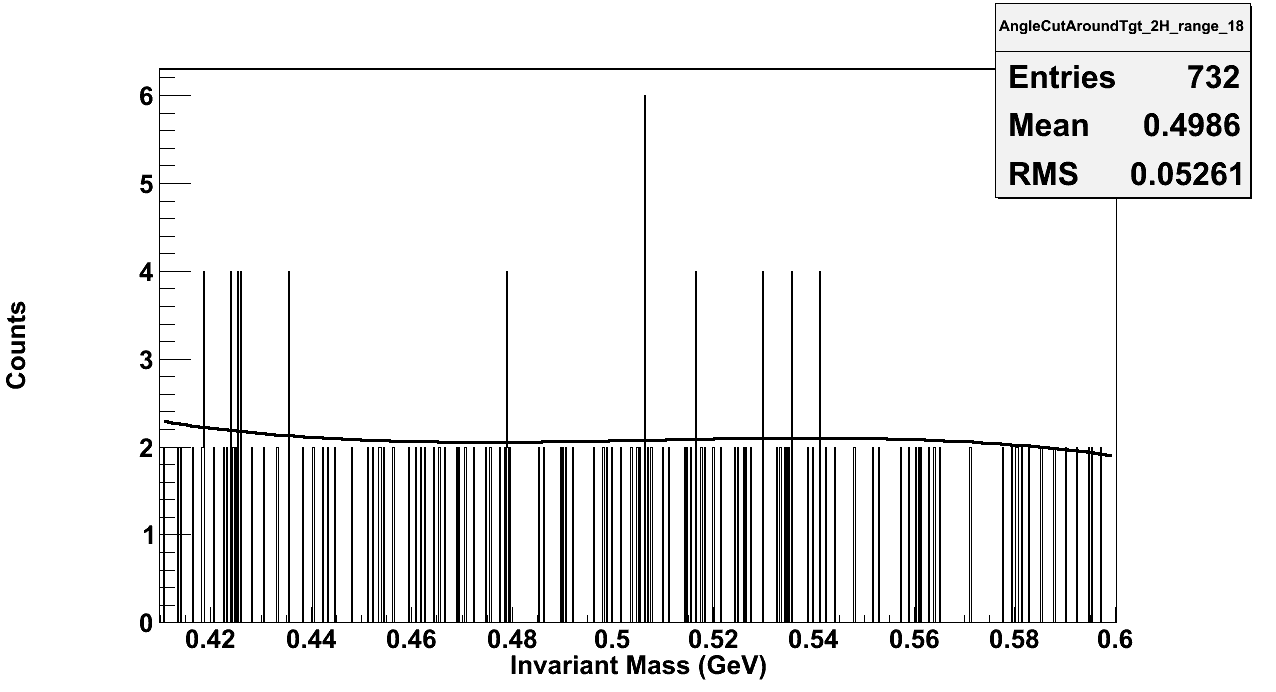 AngleCutAroundTgt_2H_range_18
Entries 732
Mean 0.4986
RMS 0.05261
6
5
4
3
2
1
0
Counts
0.42 0.44 0.46 0.48 0.5 0.52 0.54 0.56 0.58 0.6
Invariant Mass (GeV)